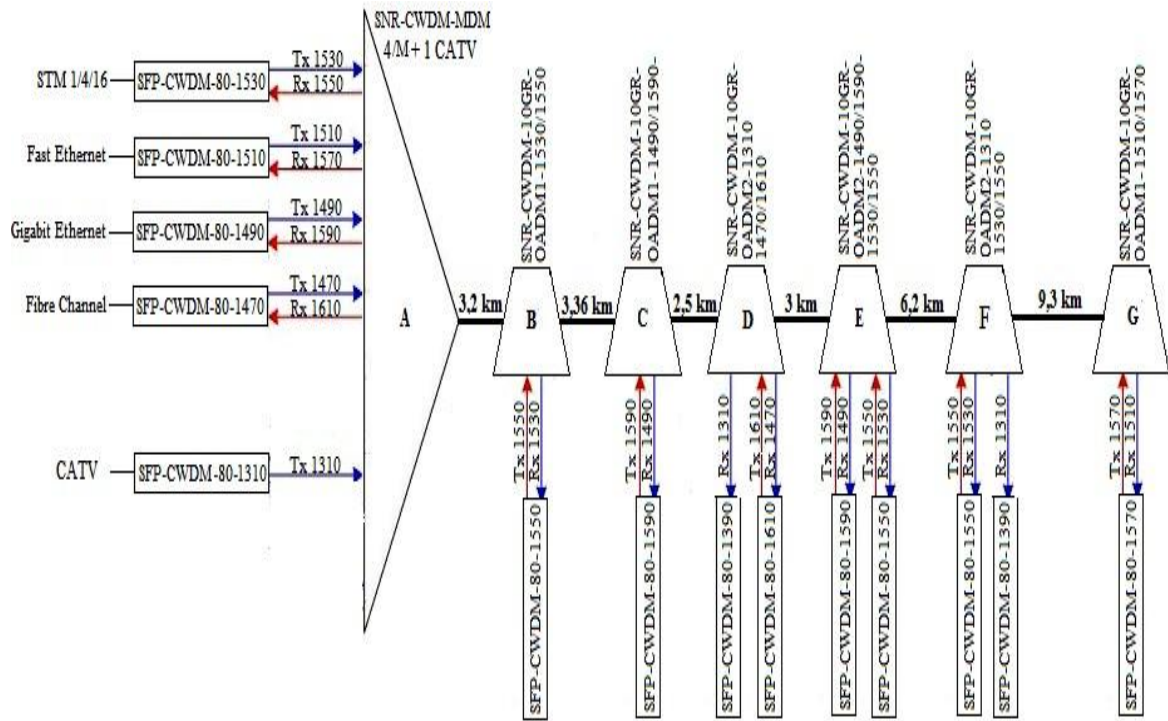 SNR-CWDM-MDM
4/M+1 CATV
STM 1/4/16
SFP-CWDM-80-1530
Tx 1530
Rx 1550
Fast Ethernet
SFP-CWDM-80-1510
Tx 1510
Rx 1570
Gigabit Ethernet
SFP-CWDM-80-1490
Tx 1490
Rx 1590
Fibre Channel
SFP-CWDM-80-1470
Tx 1470
Rx 1610
CATV
SFP-CWDM-80-1310
Tx 1310
A
3,2 km
B
3,36 km
C
2,5 km
D
3 km
E
6,2 km
F
9,3 km
G
SNR-CWDM-10GR-
OADM1-1530/1550
SNR-CWDM-10GR-
OADM1-1490/1590-
SNR-CWDM-10GR-
OADM2-1310
1470/1610
SNR-CWDM-10GR-
OADM2-1490/1590-
1530/1550
SNR-CWDM-10GR-
OADM2-1310
1530/1550
SNR-CWDM-10GR-
OADM1-1510/1570
Tx 1550
Rx 1530
Tx 1590
Rx 1490
Rx 1310
Tx 1610
Rx 1470
Tx 1590
Rx 1490
Tx 1550
Rx 1530
Tx 1550
Rx 1530
Rx 1310
Tx 1570
Rx 1510
SFP-CWDM-80-1550
SFP-CWDM-80-1590
SFP-CWDM-80-1390
SFP-CWDM-80-1610
SFP-CWDM-80-1590
SFP-CWDM-80-1550
SFP-CWDM-80-1550
SFP-CWDM-80-1390
SFP-CWDM-80-1570